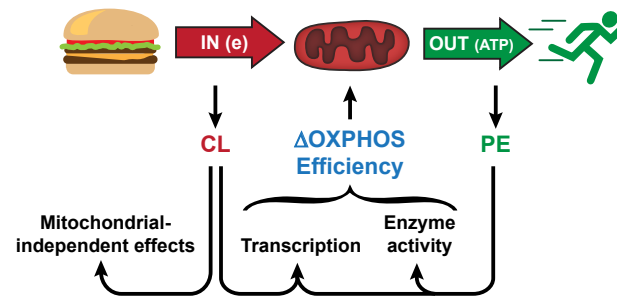 IN (e)
OUT (ATP)
CL
ΔOXPHOS
Efficiency
PE
Mitochondrial-
independent effects
Transcription
Enzyme
activity